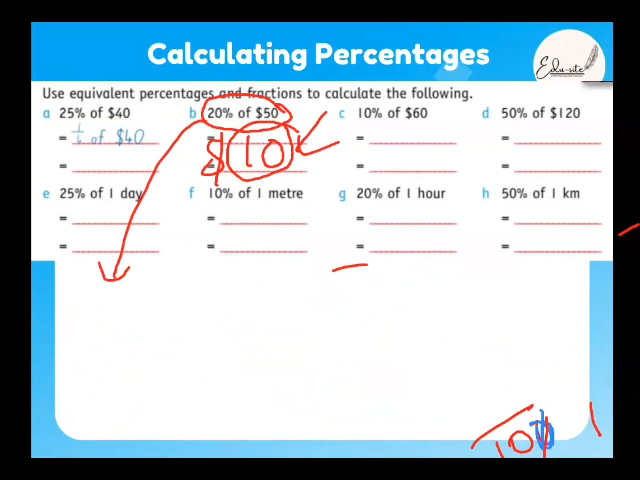 Calculating Percentages
Edu-site
Use equivalent percentages and fractions to calculate the following.
a 25% of $40 b 20% of $50 c 10% of $60 d 50% of $120
= of $40 = = =
= $10 = =
e 25% of 1 day f 10% of 1 metre g 20% of 1 hour h 50% of 1 km
= = = =
= = = =